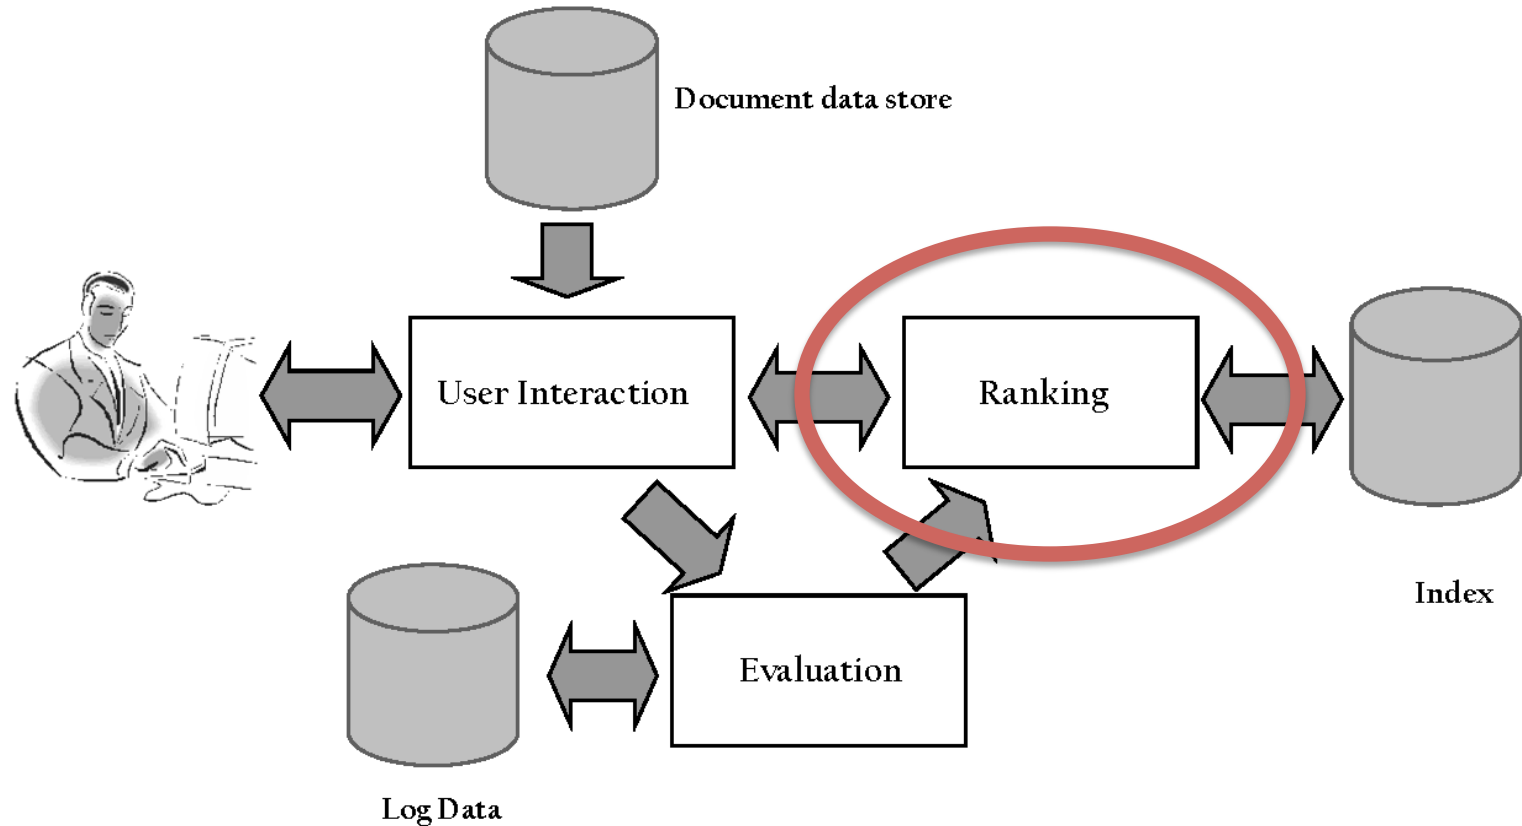 Document data store
User Interaction
Ranking
Index
Evaluation
Log Data